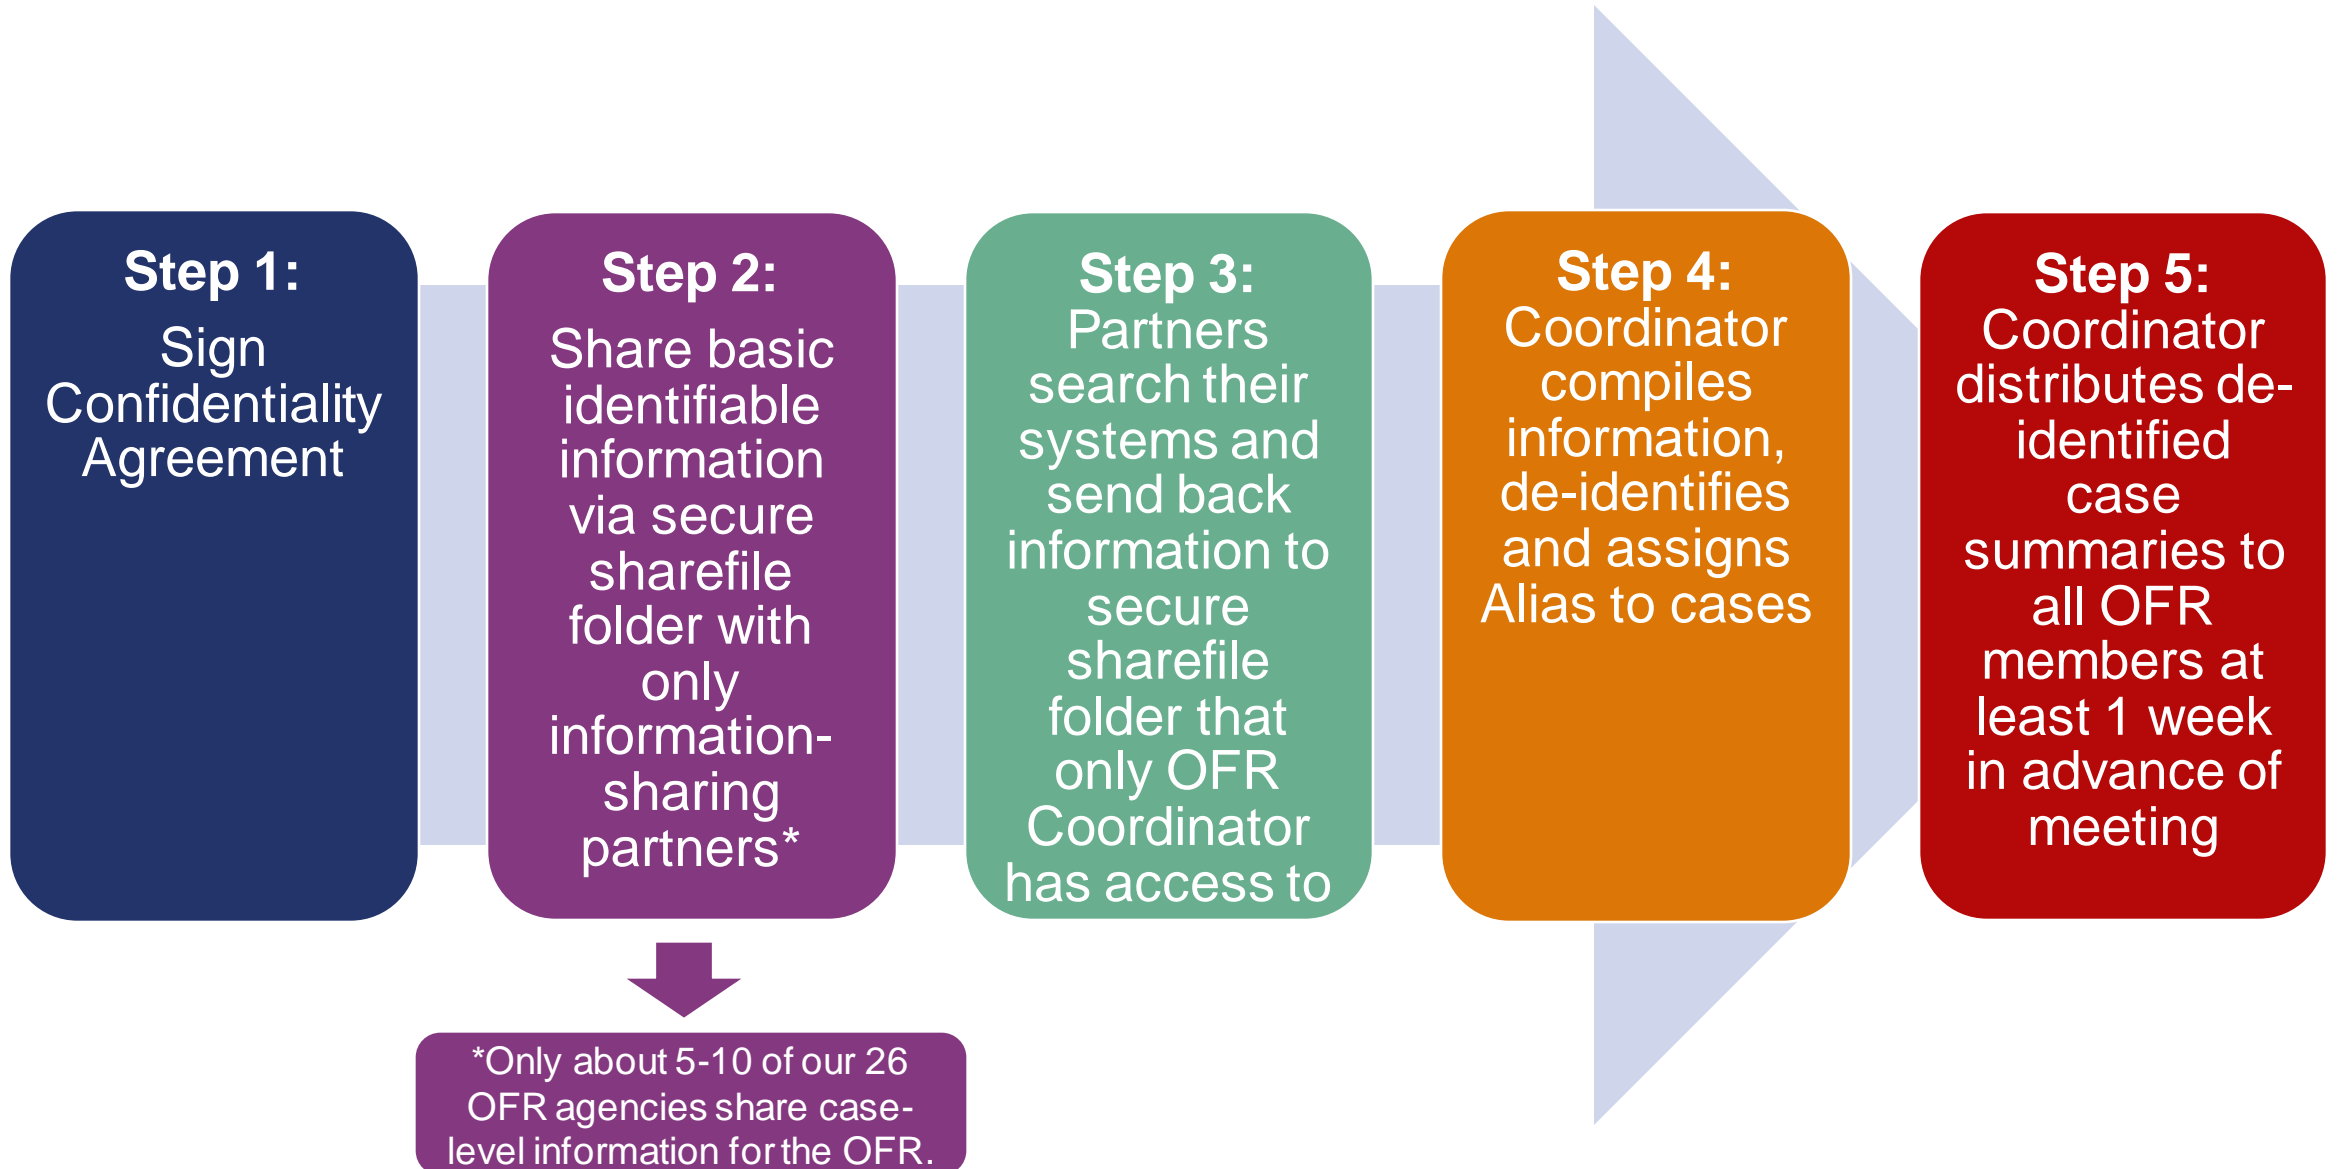 Step 1:
Sign
Confidentiality
Agreement
Step 2:
Share basic
identifiable
information
via secure
sharefile
folder with
only
information-
sharing
partners*
*Only about 5-10 of our 26
OFR agencies share case-
level information for the OFR.
Step 3:
Partners
search their
systems and
send back
information to
secure
sharefile
folder that
only OFR
Coordinator
has access to
Step 4:
Coordinator
compiles
information,
de-identifies
and assigns
Alias to cases
Step 5:
Coordinator
distributes de-
identified
case
summaries to
all OFR
members at
least 1 week
in advance of
meeting